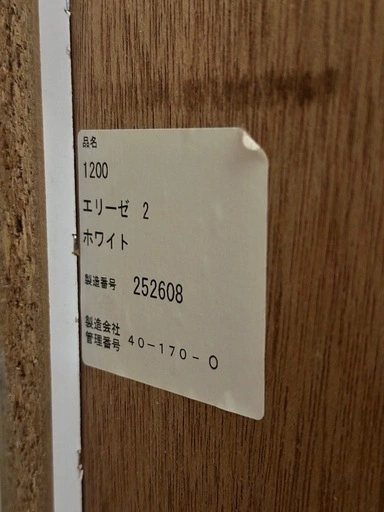 品名
1200
エリーゼ 2
ホワイト
製造番号 252608
製造会社
管理番号 40-170-O